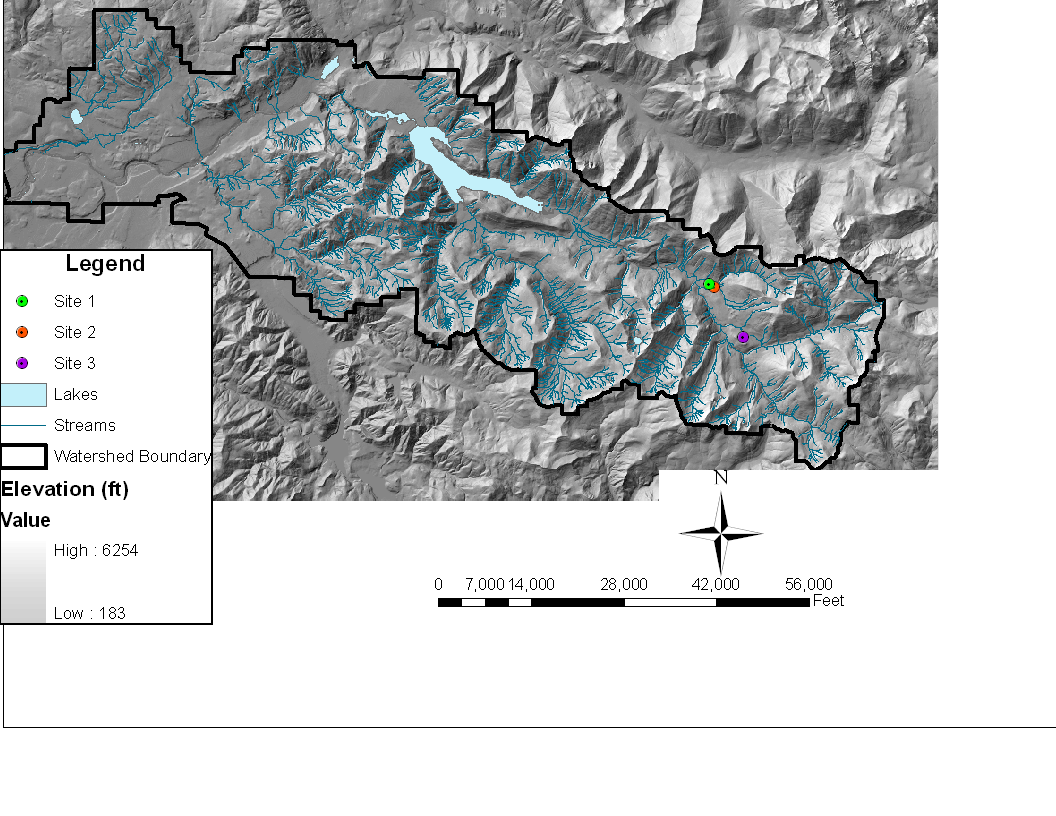 Legend
Site 1
Site 2
Site 3
Lakes
Streams
Watershed Boundary
Elevation (ft)
Value
High : 6254
Low : 183
N
0 7,000 14,000 28,000 42,000 56,000
Feet